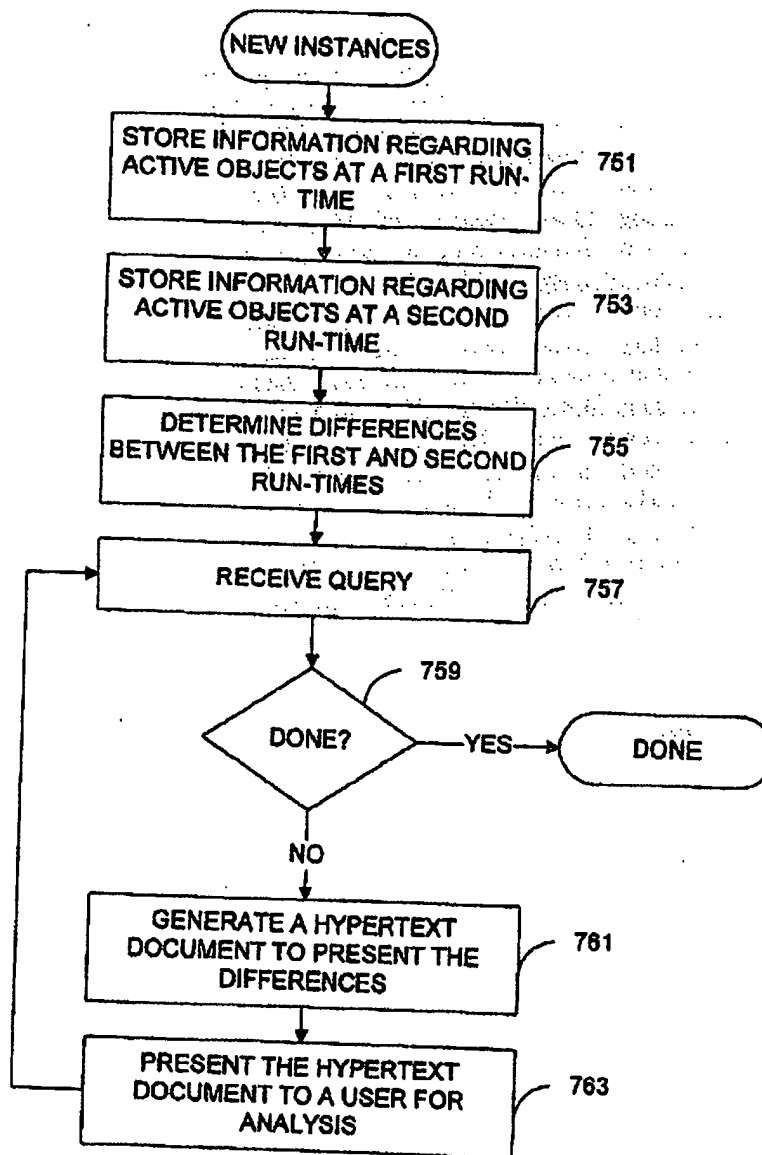 NEW INSTANCES
STORE INFORMATION REGARDING
ACTIVE OBJECTS AT A FIRST RUN-
TIME
751
STORE INFORMATION REGARDING
ACTIVE OBJECTS AT A SECOND
RUN-TIME
753
DETERMINE DIFFERENCES
BETWEEN THE FIRST AND SECOND
RUN-TIMES
755
RECEIVE QUERY
757
759
DONE?
YES
DONE
NO
GENERATE A HYPERTEXT
DOCUMENT TO PRESENT THE
DIFFERENCES
761
PRESENT THE HYPERTEXT
DOCUMENT TO A USER FOR
ANALYSIS
763